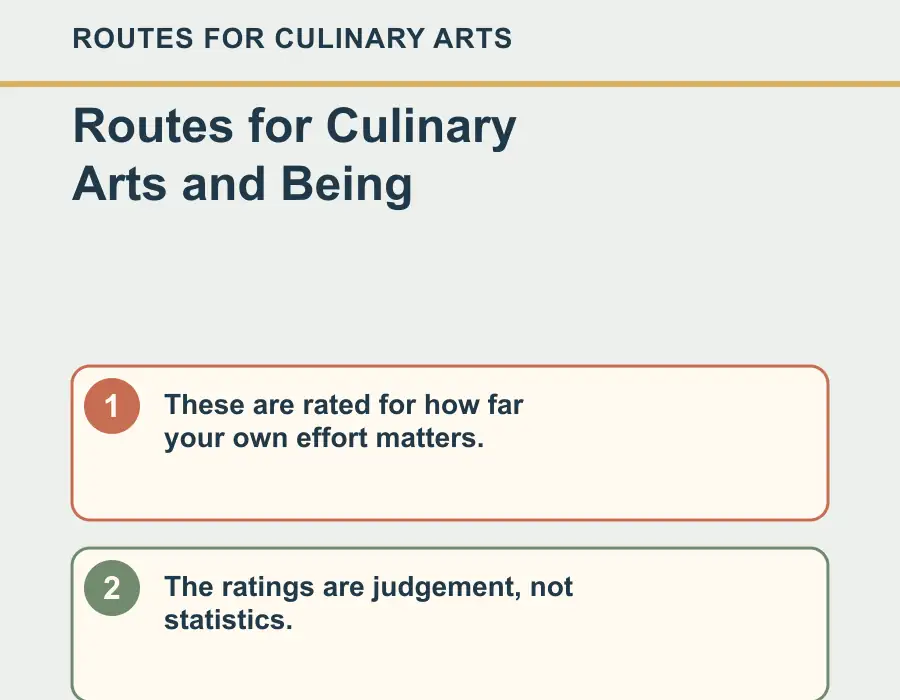 ROUTES FOR CULINARY ARTS
Routes for Culinary
Arts and Being
1
These are rated for how far
your own effort matters.
2
The ratings are judgement, not
statistics.